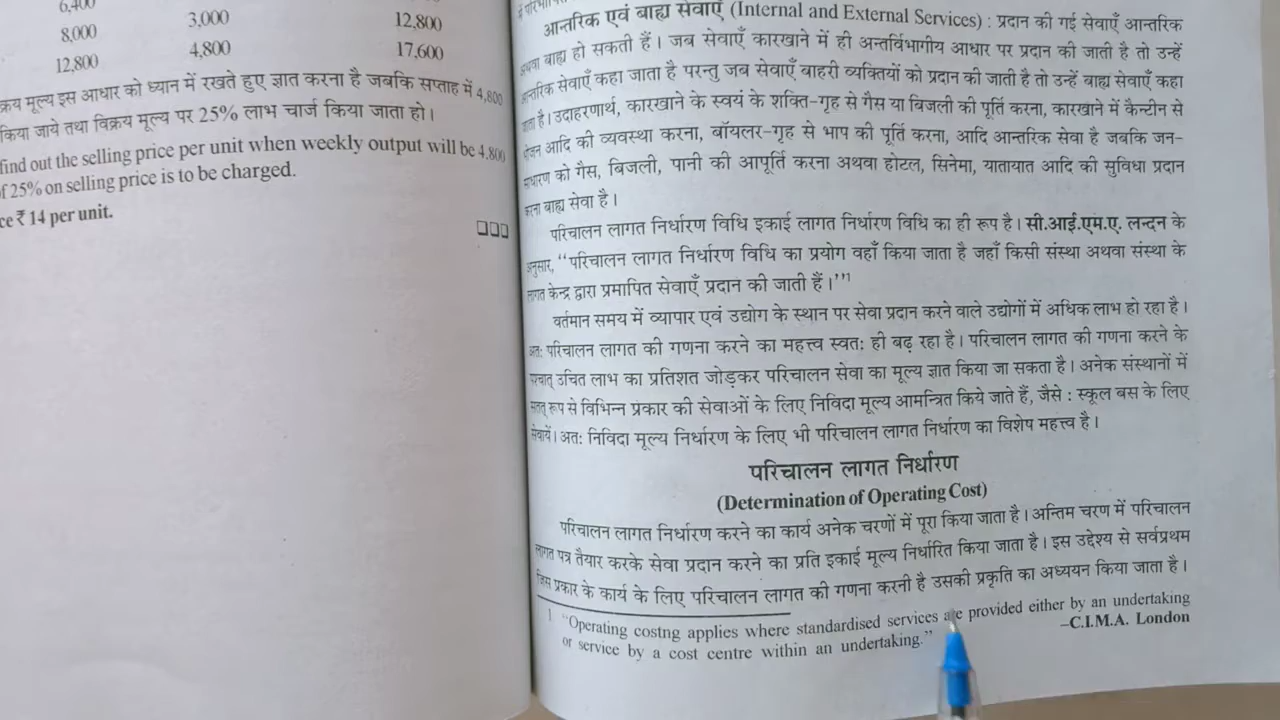 6,400
8,000 3,000 12,800
12,800 4,800 17,600
क्रय मूल्य इस आधार को ध्यान में रखते हुए ज्ञात करना है जबकि सप्ताह में 4,800
किया जाये तथा विक्रय मूल्य पर 25% लाभ चार्ज किया जाता हो।
find out the selling price per unit when weekly output will be 4,800
f 25% on selling price is to be charged.
ce ₹ 14 per unit.
□□□
आन्तरिक एवं बाह्य सेवाएँ (Internal and External Services) : प्रदान की गई सेवाएँ आन्तरिक
अथवा बाह्य हो सकती हैं। जब सेवाएँ कारखाने में ही अन्तर्विभागीय आधार पर प्रदान की जाती है तो उन्हें
आन्तरिक सेवाएँ कहा जाता है परन्तु जब सेवाएँ बाहरी व्यक्तियों को प्रदान की जाती है तो उन्हें बाह्य सेवाएँ कहा
जाता है। उदाहरणार्थ, कारखाने के स्वयं के शक्ति-गृह से गैस या बिजली की पूर्ति करना, कारखाने में कैन्टीन से
भोजन आदि की व्यवस्था करना, बॉयलर-गृह से भाप की पूर्ति करना, आदि आन्तरिक सेवा है जबकि जन-
साधारण को गैस, बिजली, पानी की आपूर्ति करना अथवा होटल, सिनेमा, यातायात आदि की सुविधा प्रदान
करना बाह्य सेवा है।
परिचालन लागत निर्धारण विधि इकाई लागत निर्धारण विधि का ही रूप है। सी.आई.एम.ए. लन्दन के
अनुसार, “परिचालन लागत निर्धारण विधि का प्रयोग वहाँ किया जाता है जहाँ किसी संस्था अथवा संस्था के
लागत केन्द्र द्वारा प्रमापित सेवाएँ प्रदान की जाती हैं।”¹
वर्तमान समय में व्यापार एवं उद्योग के स्थान पर सेवा प्रदान करने वाले उद्योगों में अधिक लाभ हो रहा है।
अतः परिचालन लागत की गणना करने का महत्त्व स्वतः ही बढ़ रहा है। परिचालन लागत की गणना करने के
पश्चात् उचित लाभ का प्रतिशत जोड़कर परिचालन सेवा का मूल्य ज्ञात किया जा सकता है। अनेक संस्थानों में
सतत् रूप से विभिन्न प्रकार की सेवाओं के लिए निविदा मूल्य आमन्त्रित किये जाते हैं, जैसे : स्कूल बस के लिए
सेवायें। अतः निविदा मूल्य निर्धारण के लिए भी परिचालन लागत निर्धारण का विशेष महत्त्व है।
परिचालन लागत निर्धारण
(Determination of Operating Cost)
परिचालन लागत निर्धारण करने का कार्य अनेक चरणों में पूरा किया जाता है। अन्तिम चरण में परिचालन
लागत पत्र तैयार करके सेवा प्रदान करने का प्रति इकाई मूल्य निर्धारित किया जाता है। इस उद्देश्य से सर्वप्रथम
जिस प्रकार के कार्य के लिए परिचालन लागत की गणना करनी है उसकी प्रकृति का अध्ययन किया जाता है।
1 “Operating costng applies where standardised services are provided either by an undertaking
or service by a cost centre within an undertaking.” –C.I.M.A. London